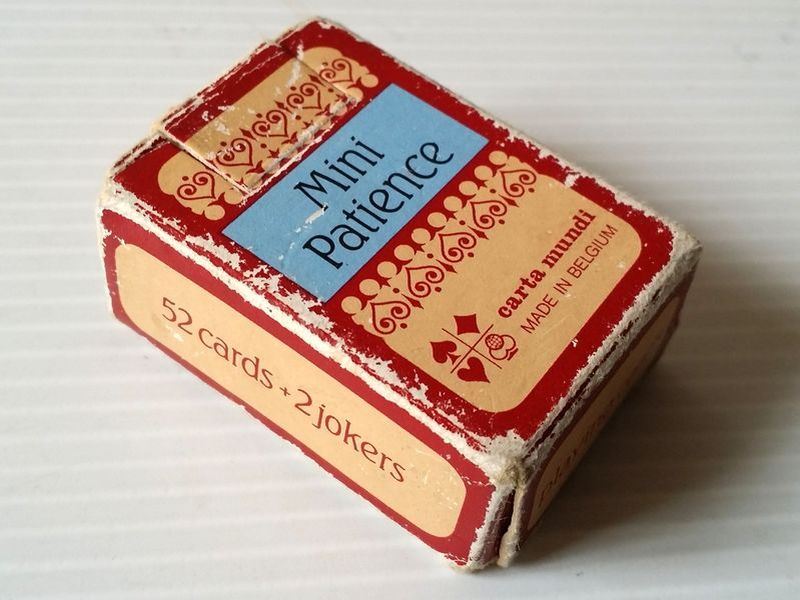 Mini
Patience
carta mundi
MADE IN BELGIUM
52 cards + 2 jokers